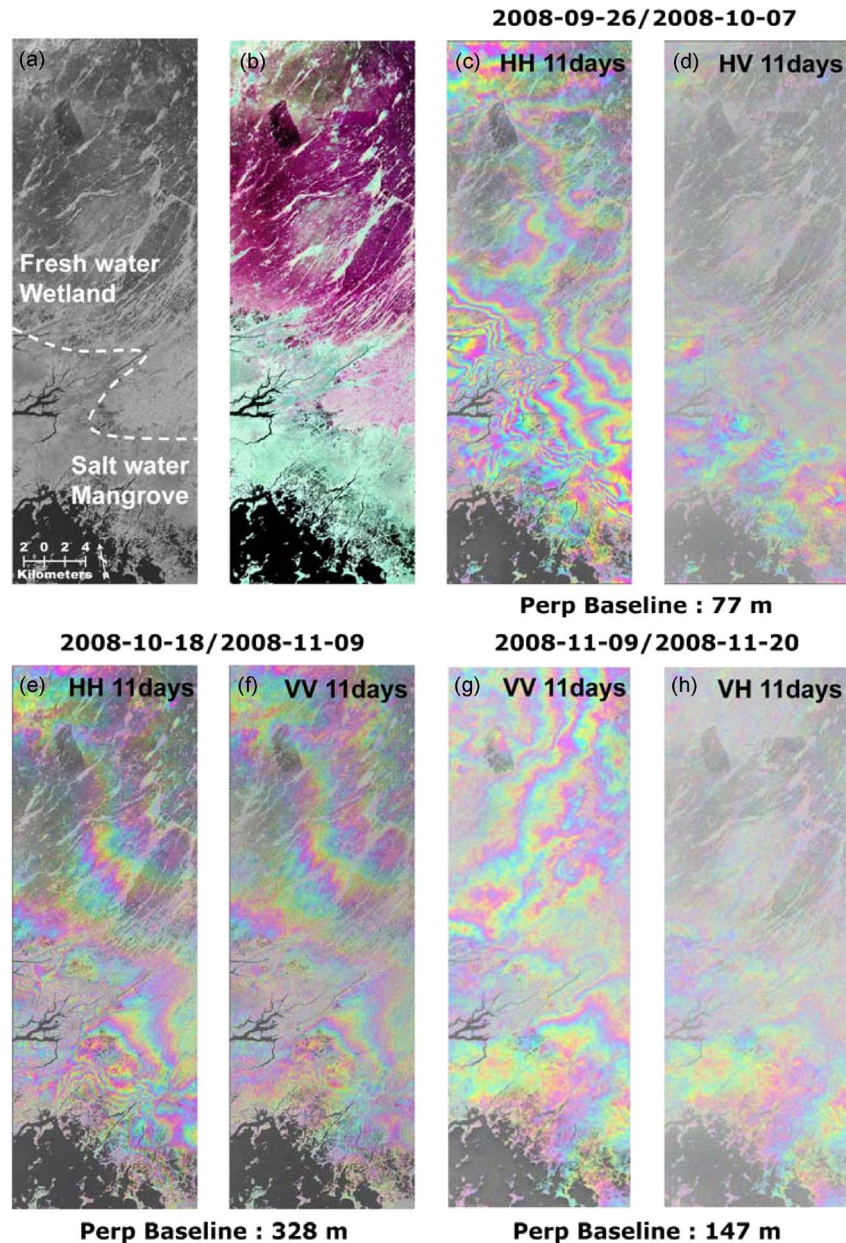 2008-09-26/2008-10-07
(a)
(b)
(c) HH 11days
(d) HV 11days
Fresh water
Wetland
Salt water
Mangrove
2 0 2 4
Kilometers
Perp Baseline : 77 m
2008-10-18/2008-11-09
2008-11-09/2008-11-20
(e) HH 11days
(f) VV 11days
(g) VV 11days
(h) VH 11days
Perp Baseline : 328 m
Perp Baseline : 147 m